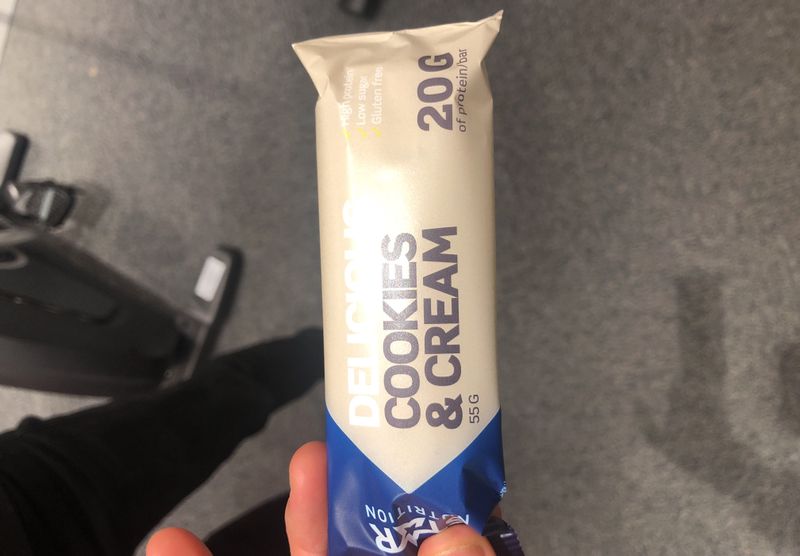 NUTRITION
DELICIOUS
COOKIES
& CREAM
55 G
High protein
Low sugar
Gluten free
20 G
of protein/bar